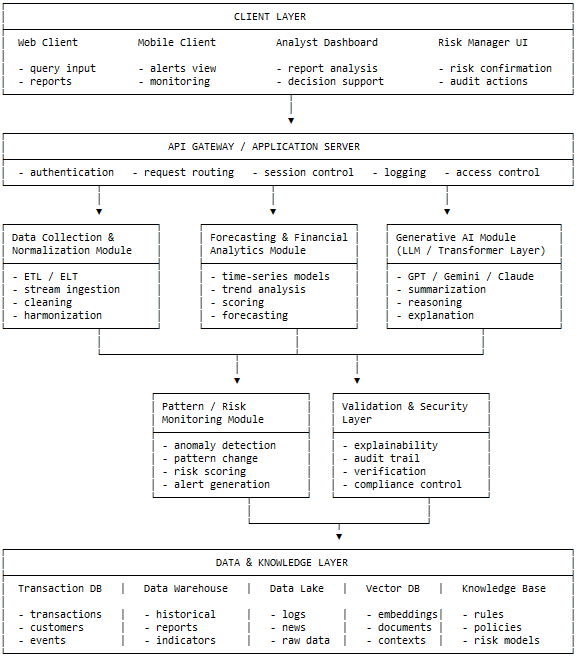 CLIENT LAYER
Web Client Mobile Client Analyst Dashboard Risk Manager UI
- query input - alerts view - report analysis - risk confirmation
- reports - monitoring - decision support - audit actions
API GATEWAY / APPLICATION SERVER
- authentication - request routing - session control - logging - access control
Data Collection &
Normalization Module
- ETL / ELT
- stream ingestion
- cleaning
- harmonization
Forecasting & Financial
Analytics Module
- time-series models
- trend analysis
- scoring
- forecasting
Generative AI Module
(LLM / Transformer Layer)
- GPT / Gemini / Claude
- summarization
- reasoning
- explanation
Pattern / Risk
Monitoring Module
- anomaly detection
- pattern change
- risk scoring
- alert generation
Validation & Security
Layer
- explainability
- audit trail
- verification
- compliance control
DATA & KNOWLEDGE LAYER
Transaction DB | Data Warehouse | Data Lake | Vector DB | Knowledge Base
- transactions | - historical | - logs | - embeddings| - rules
- customers | - reports | - news | - documents | - policies
- events | - indicators | - raw data | - contexts | - risk models